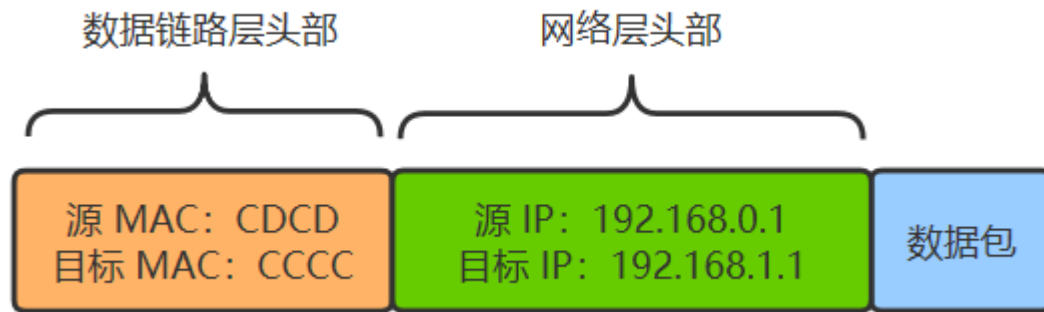 数据链路层头部
网络层头部
源 MAC：CDCD
目标 MAC：CCCC
源 IP：192.168.0.1
目标 IP：192.168.1.1
数据包